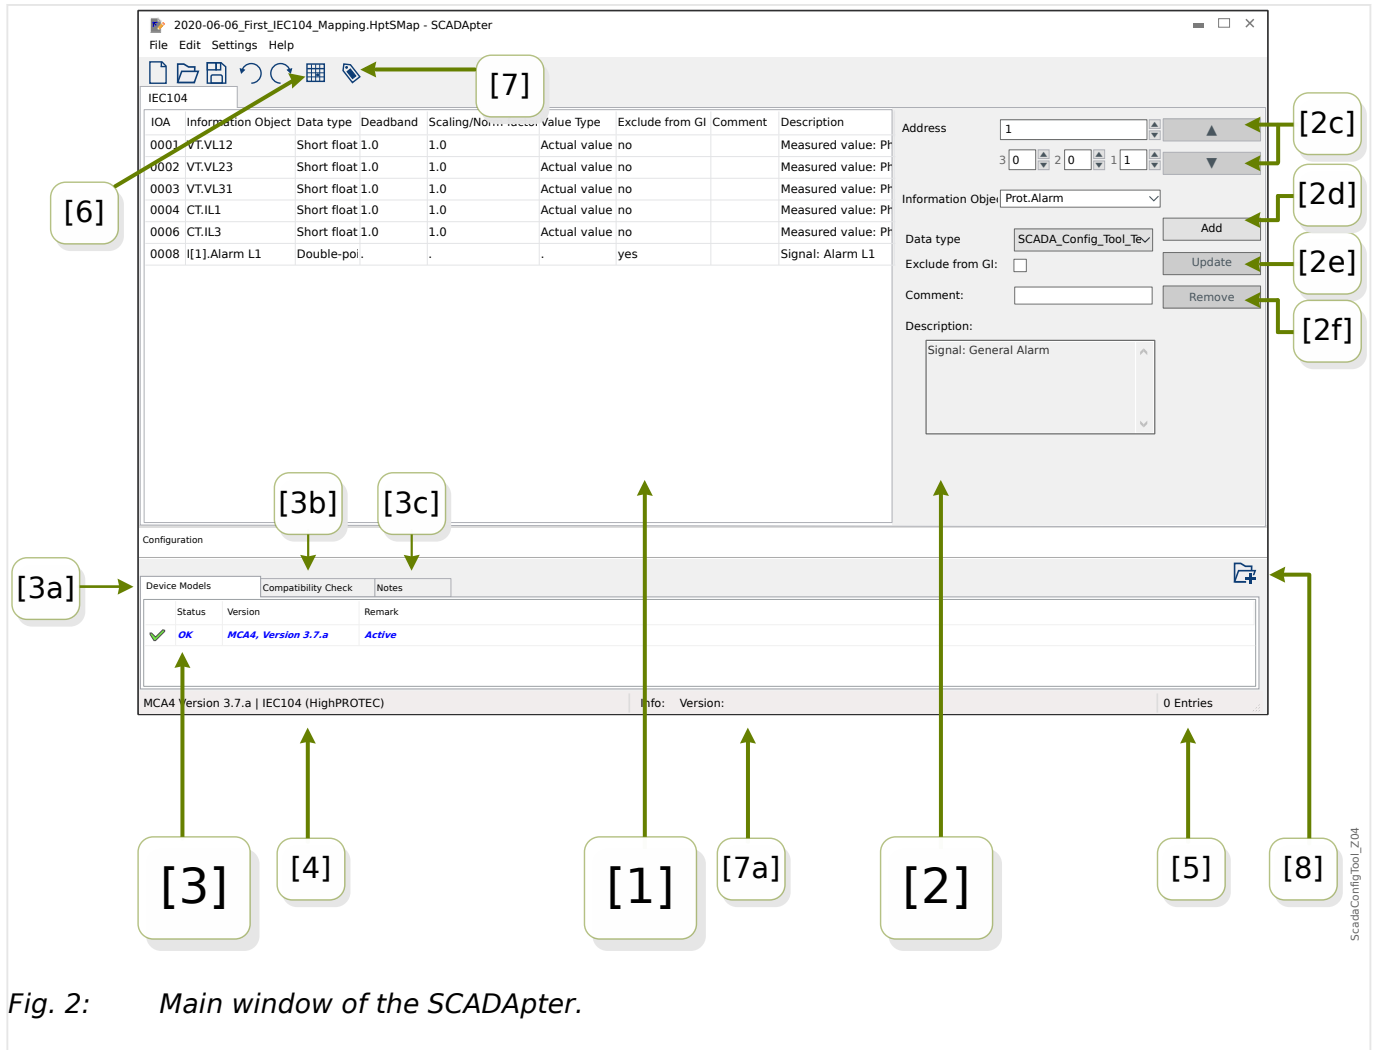 2020-06-06_First_IEC104_Mapping.HptSMap - SCADApter
File Edit Settings Help
[7]
IEC104
IOA Information Object Data type Deadband Scaling/Norm factor Value Type Exclude from GI Comment Description
0001 VT.VL12 Short float 1.0 1.0 Actual value no Measured value: Ph
0002 VT.VL23 Short float 1.0 1.0 Actual value no Measured value: Ph
0003 VT.VL31 Short float 1.0 1.0 Actual value no Measured value: Ph
0004 CT.IL1 Short float 1.0 1.0 Actual value no Measured value: Ph
0006 CT.IL3 Short float 1.0 1.0 Actual value no Measured value: Ph
0008 I[1].Alarm L1 Double-poi . . . yes Signal: Alarm L1
Address 1 ▲
3 0 2 0 1 1 ▼
Information Objec Prot.Alarm
Add
Data type SCADA_Config_Tool_Te
Exclude from GI: Update
Comment: Remove
Description:
Signal: General Alarm
[2c]
[2d]
[2e]
[2f]
[6]
[3b] [3c]
Configuration
[3a]
Device Models Compatibility Check Notes
Status Version Remark
OK MCA4, Version 3.7.a Active
MCA4 Version 3.7.a | IEC104 (HighPROTEC) Info: Version: 0 Entries
[3] [4] [1] [7a] [2] [5] [8]
ScadaConfigTool_Z04
Fig. 2: Main window of the SCADApter.